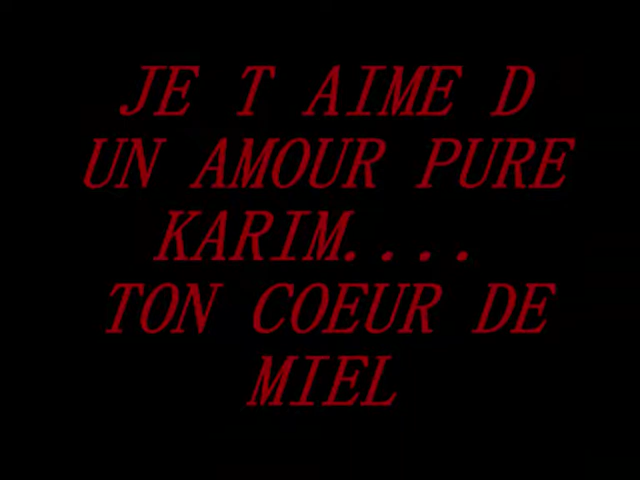 JE T AIME D
UN AMOUR PURE
KARIM....
TON COEUR DE
MIEL